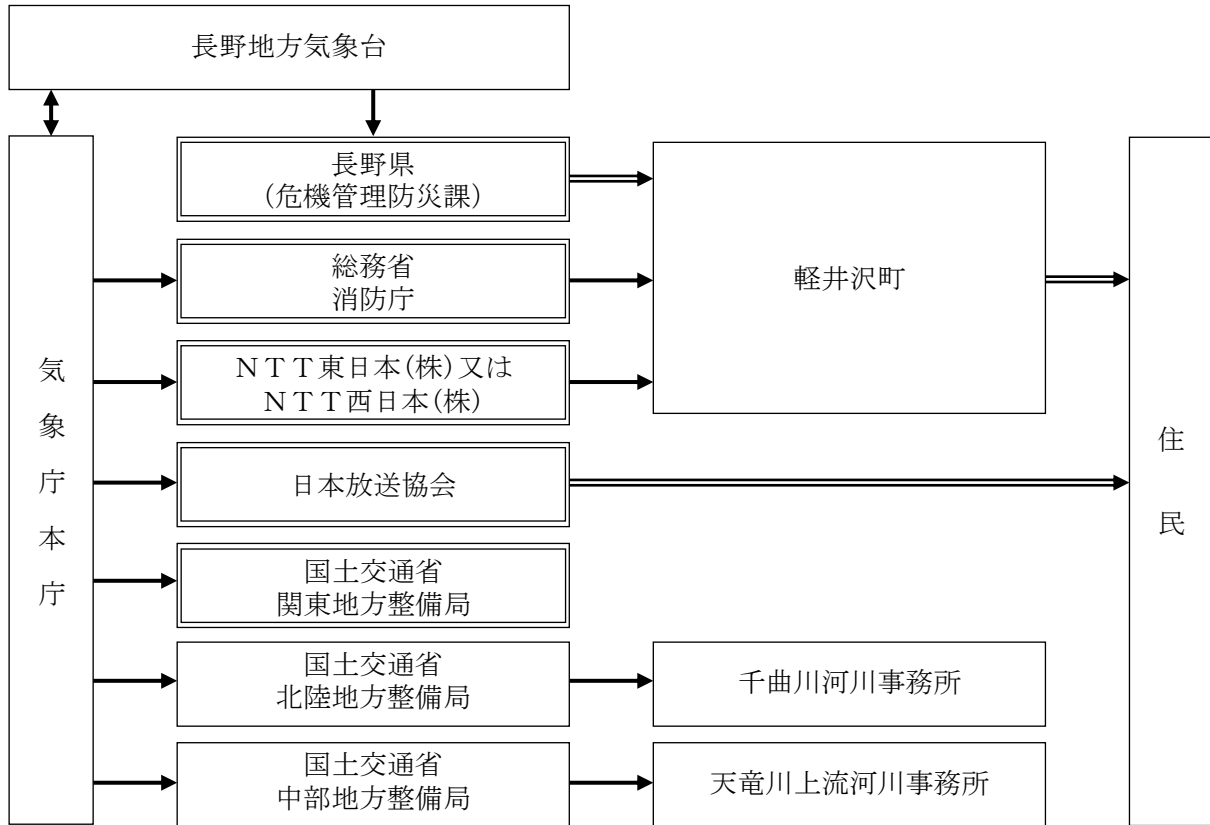 長野地方気象台
気象庁本庁
長野県
(危機管理防災課)
総務省
消防庁
ＮＴＴ東日本(株)又は
ＮＴＴ西日本(株)
日本放送協会
国土交通省
関東地方整備局
国土交通省
北陸地方整備局
国土交通省
中部地方整備局
軽井沢町
千曲川河川事務所
天竜川上流河川事務所
住民